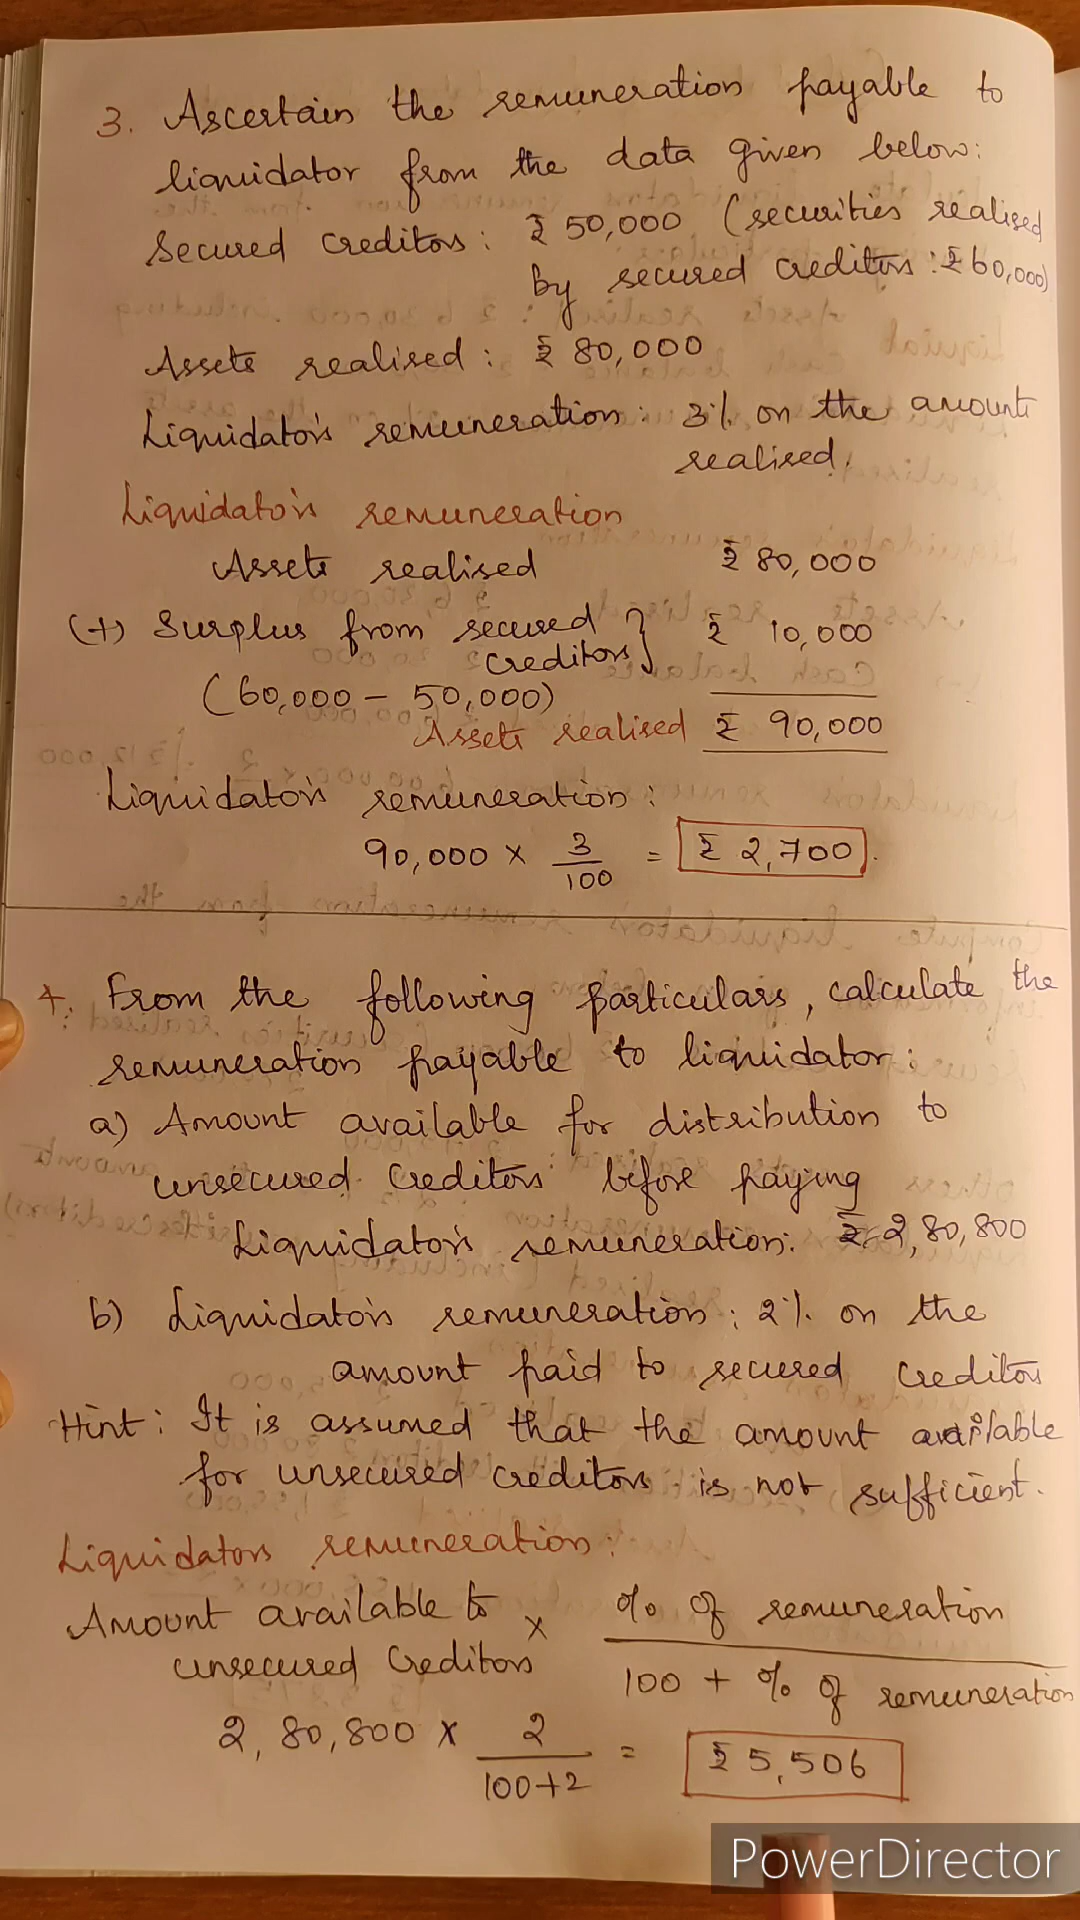 3. Ascertain the remuneration payable to
liquidator from the data given below:
Secured Creditors: ₹ 50,000 (securities realised
by secured creditors: ₹ 60,000)
Assets realised: ₹ 80,000
Liquidator's remuneration: 3% on the amount
realised.
Liquidator's remuneration
Assets realised ₹ 80,000
(+) Surplus from secured creditors} ₹ 10,000
(60,000 – 50,000)
Assets realised ₹ 90,000
Liquidator's remuneration:
90,000 × 3/100 = ₹ 2,700.
4. From the following particulars, calculate the
remuneration payable to liquidator:
a) Amount available for distribution to
unsecured Creditors before paying
Liquidator's remuneration: ₹ 2,80,800
b) Liquidator's remuneration: 2% on the
amount paid to secured Creditors
Hint: It is assumed that the amount available
for unsecured creditors is not sufficient.
Liquidators remuneration:
Amount available to unsecured Creditors × % of remuneration / 100 + % of remuneration
2,80,800 × 2/100+2 = ₹ 5,506
PowerDirector